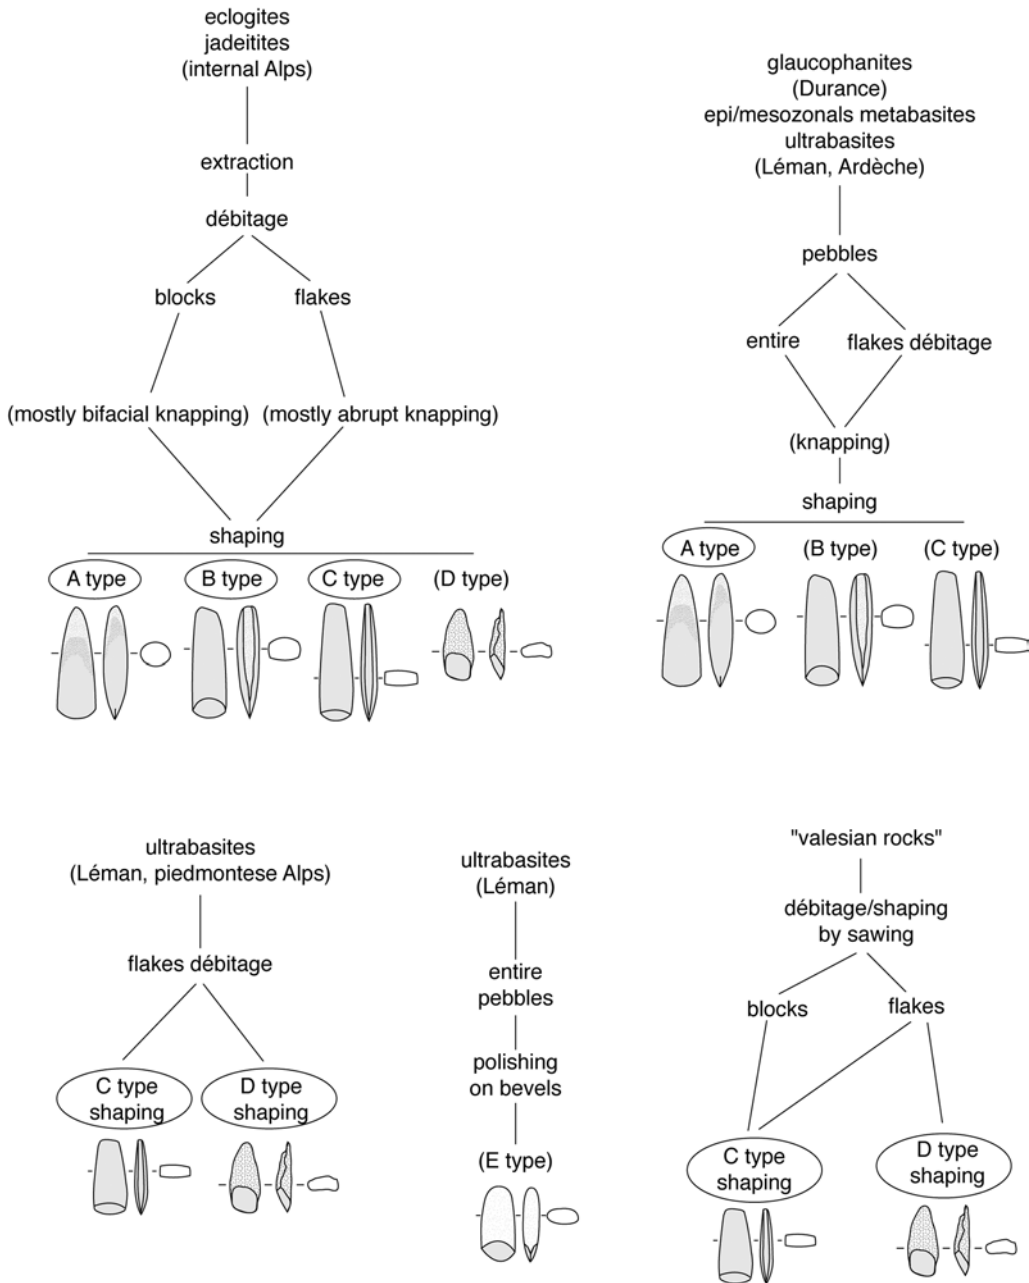 eclogites
jadeitites
(internal Alps)
extraction
débitage
blocks
flakes
(mostly bifacial knapping)
(mostly abrupt knapping)
shaping
A type
B type
C type
(D type)
glaucophanites
(Durance)
epi/mesozonals metabasites
ultrabasites
(Léman, Ardèche)
pebbles
entire
flakes débitage
(knapping)
shaping
A type
(B type)
(C type)
ultrabasites
(Léman, piedmontese Alps)
flakes débitage
C type
shaping
D type
shaping
ultrabasites
(Léman)
entire
pebbles
polishing
on bevels
(E type)
"valesian rocks"
débitage/shaping
by sawing
blocks
flakes
C type
shaping
D type
shaping